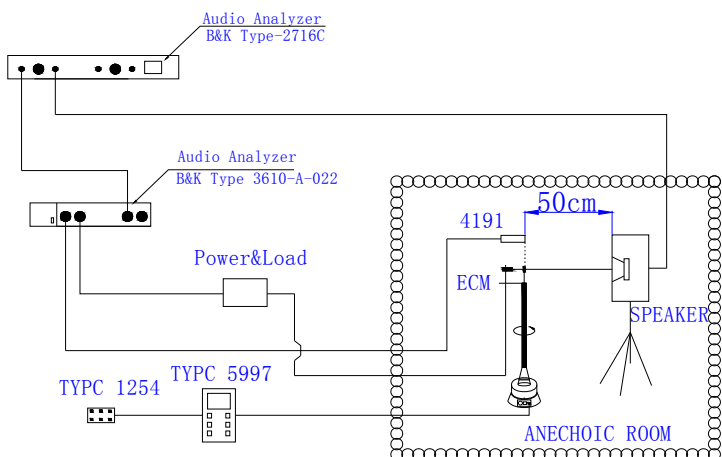 Audio Analyzer
B&K Type-2716C
Audio Analyzer
B&K Type 3610-A-022
50cm
4191
Power&Load
ECM
SPEAKER
TYPC 5997
TYPC 1254
ANECHOIC ROOM